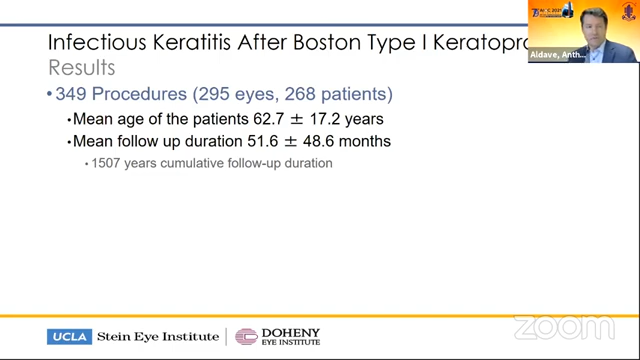 Infectious Keratitis After Boston Type I Keratopro
Results
• 349 Procedures (295 eyes, 268 patients)
• Mean age of the patients 62.7 ± 17.2 years
• Mean follow up duration 51.6 ± 48.6 months
• 1507 years cumulative follow-up duration
Aldave, Anth...
UCLA Stein Eye Institute
DOHENY
EYE INSTITUTE
zoom